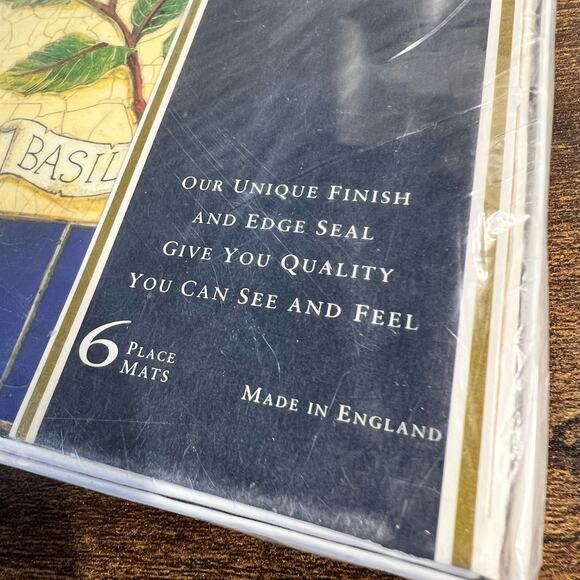 BASIL
OUR UNIQUE FINISH
AND EDGE SEAL
GIVE YOU QUALITY
YOU CAN SEE AND FEEL
6 PLACE
MATS
MADE IN ENGLAND